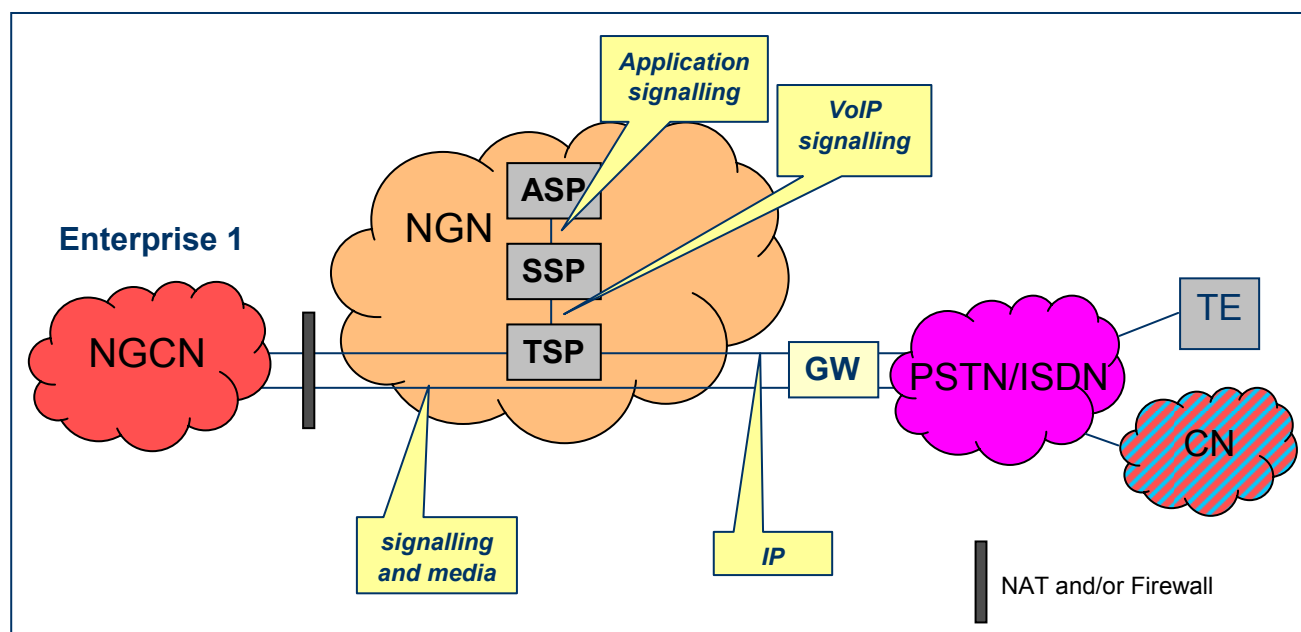 Application
signalling
VoIP
signalling
ASP
NGN
Enterprise 1
SSP
TE
NGCN
TSP
GW
PSTN/ISDN
CN
signalling
and media
IP
NAT and/or Firewall